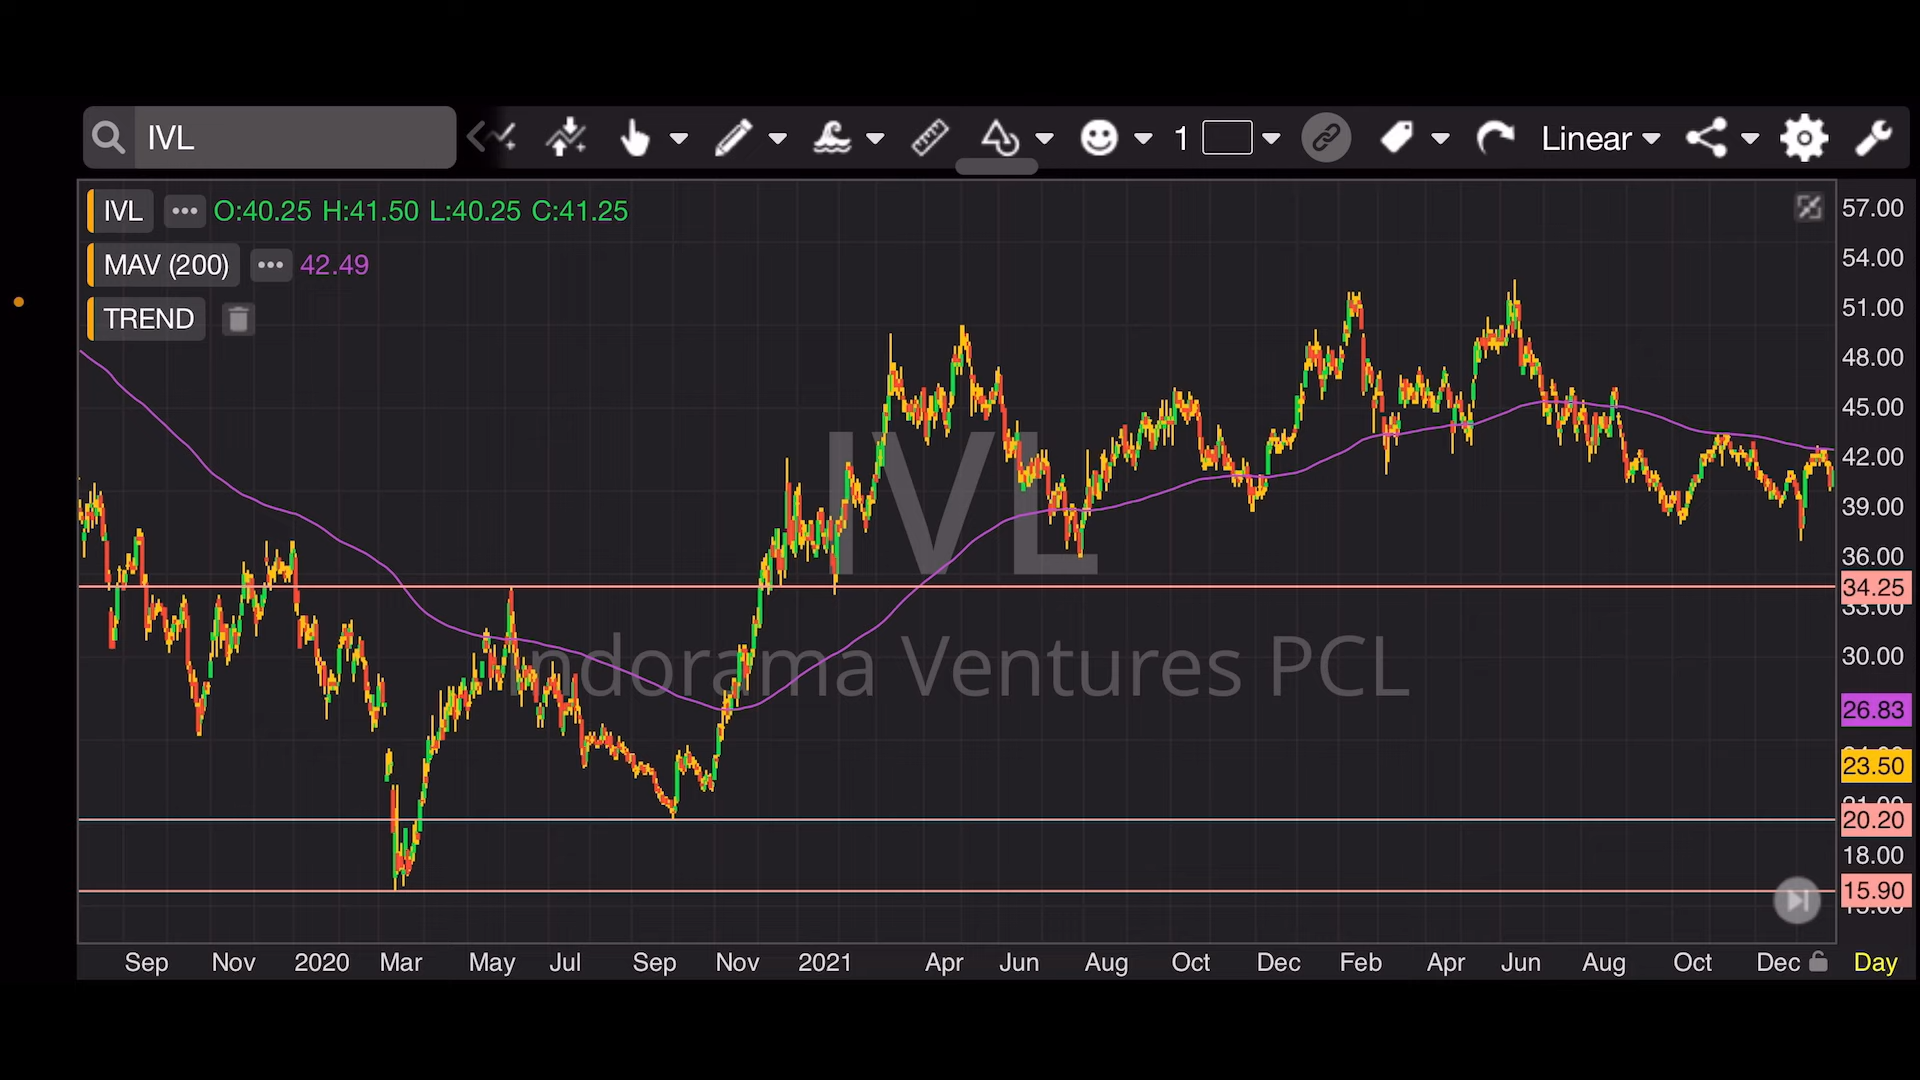 IVL
1
Linear
IVL ••• O:40.25 H:41.50 L:40.25 C:41.25
MAV (200) ••• 42.49
TREND
IVL
Indorama Ventures PCL
57.00
54.00
51.00
48.00
45.00
42.00
39.00
36.00
34.25
33.00
30.00
26.83
23.50
20.20
18.00
15.90
Sep Nov 2020 Mar May Jul Sep Nov 2021 Apr Jun Aug Oct Dec Feb Apr Jun Aug Oct Dec Day